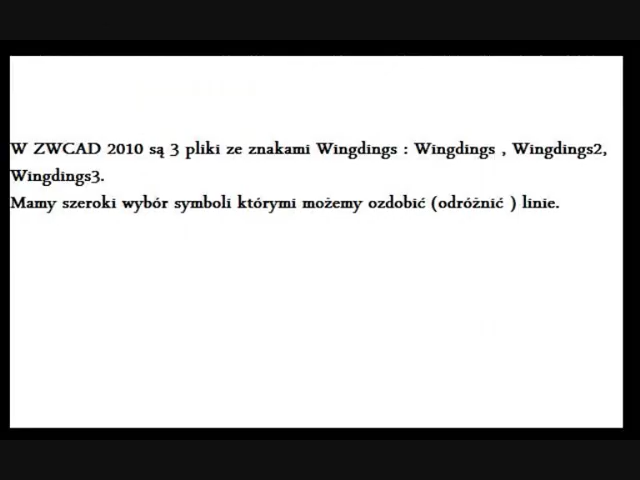 W ZWCAD 2010 są 3 pliki ze znakami Wingdings : Wingdings , Wingdings2,
Wingdings3.
Mamy szeroki wybór symboli którymi możemy ozdobić (odróżnić ) linie.